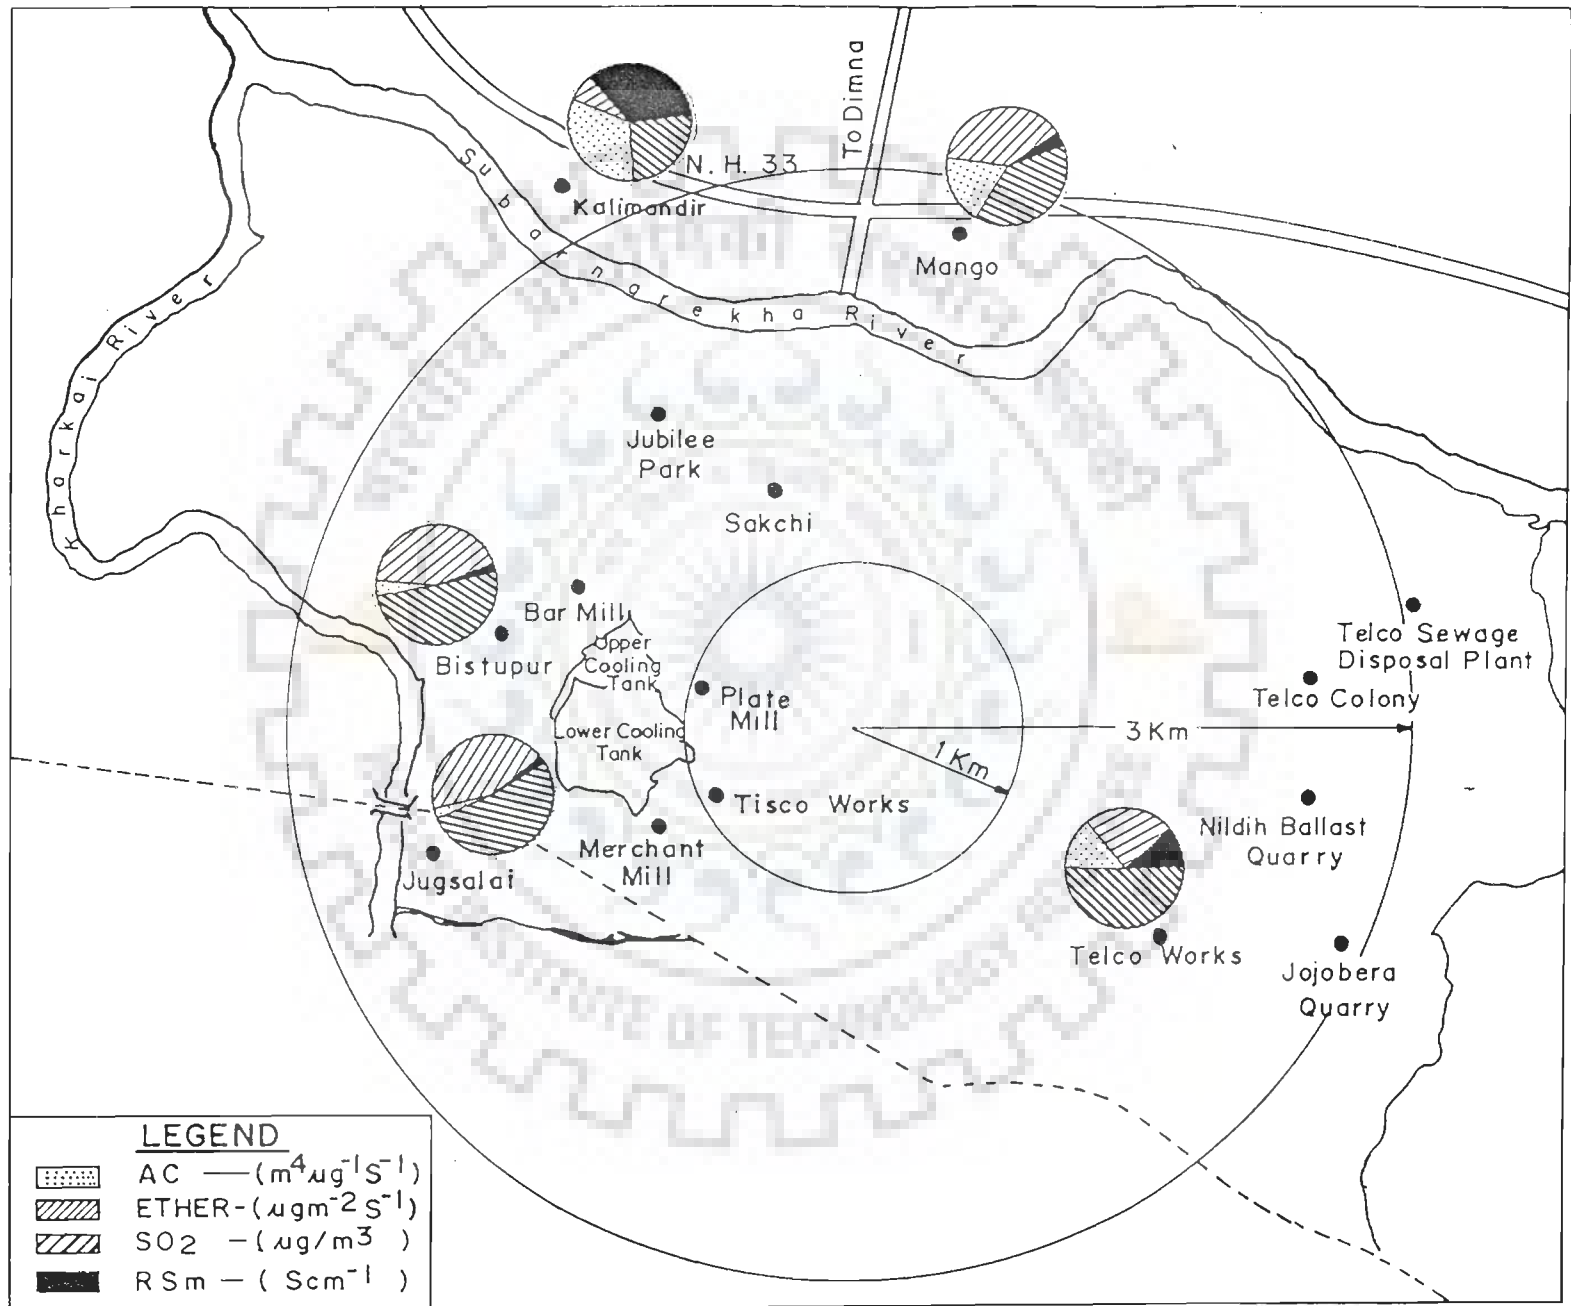 To Dimna
N. H. 33
Kalimandir
Mango
Subarnarekha River
Kharkai River
Jubilee
Park
Sakchi
Bar Mill
Bistupur
Upper
Cooling
Tank
Plate
Mill
Lower Cooling
Tank
3 Km
1 Km
Telco Sewage
Disposal Plant
Telco Colony
Tisco Works
Merchant
Mill
Jugsalai
Nildih Ballast
Quarry
Telco Works
Jojobera
Quarry
INSTITUTE OF TECHNOLOGY
LEGEND
AC —(m⁴µg⁻¹S⁻¹)
ETHER-(µgm⁻²S⁻¹)
SO2 -(µg/m³ )
RSm — ( Scm⁻¹ )